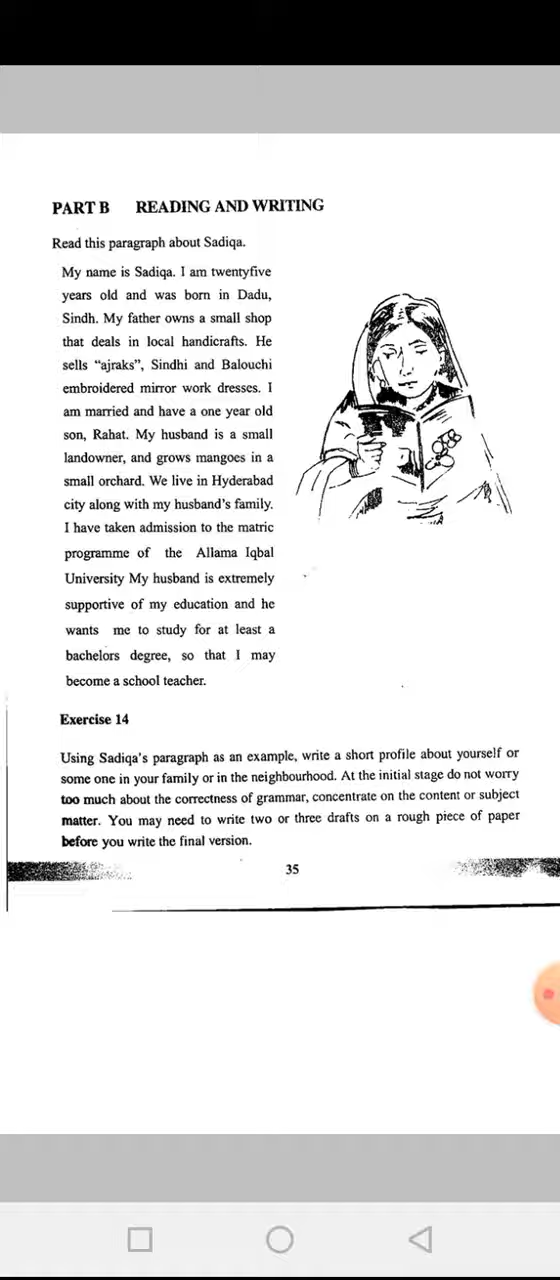 PART B READING AND WRITING
Read this paragraph about Sadiqa.
My name is Sadiqa. I am twentyfive
years old and was born in Dadu,
Sindh. My father owns a small shop
that deals in local handicrafts. He
sells “ajraks”, Sindhi and Balouchi
embroidered mirror work dresses. I
am married and have a one year old
son, Rahat. My husband is a small
landowner, and grows mangoes in a
small orchard. We live in Hyderabad
city along with my husband's family.
I have taken admission to the matric
programme of the Allama Iqbal
University My husband is extremely
supportive of my education and he
wants me to study for at least a
bachelors degree, so that I may
become a school teacher.
Exercise 14
Using Sadiqa's paragraph as an example, write a short profile about yourself or
some one in your family or in the neighbourhood. At the initial stage do not worry
too much about the correctness of grammar, concentrate on the content or subject
matter. You may need to write two or three drafts on a rough piece of paper
before you write the final version.
35